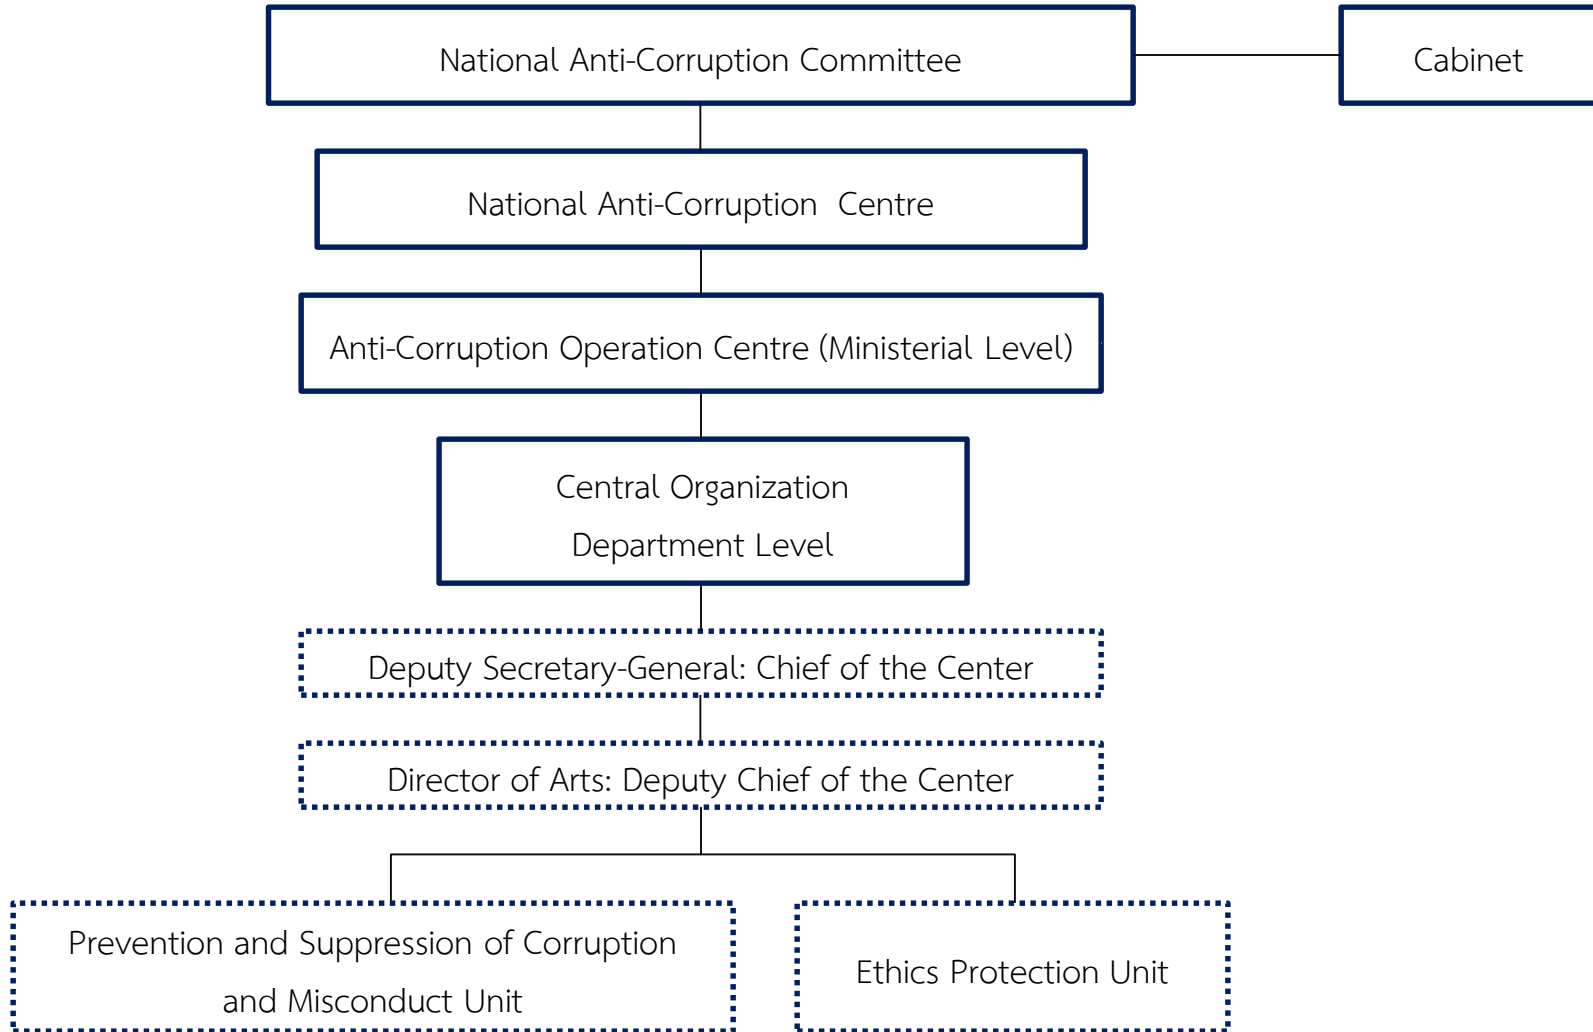 National Anti-Corruption Committee
Cabinet
National Anti-Corruption Centre
Anti-Corruption Operation Centre (Ministerial Level)
Central Organization
Department Level
Deputy Secretary-General: Chief of the Center
Director of Arts: Deputy Chief of the Center
Prevention and Suppression of Corruption
and Misconduct Unit
Ethics Protection Unit